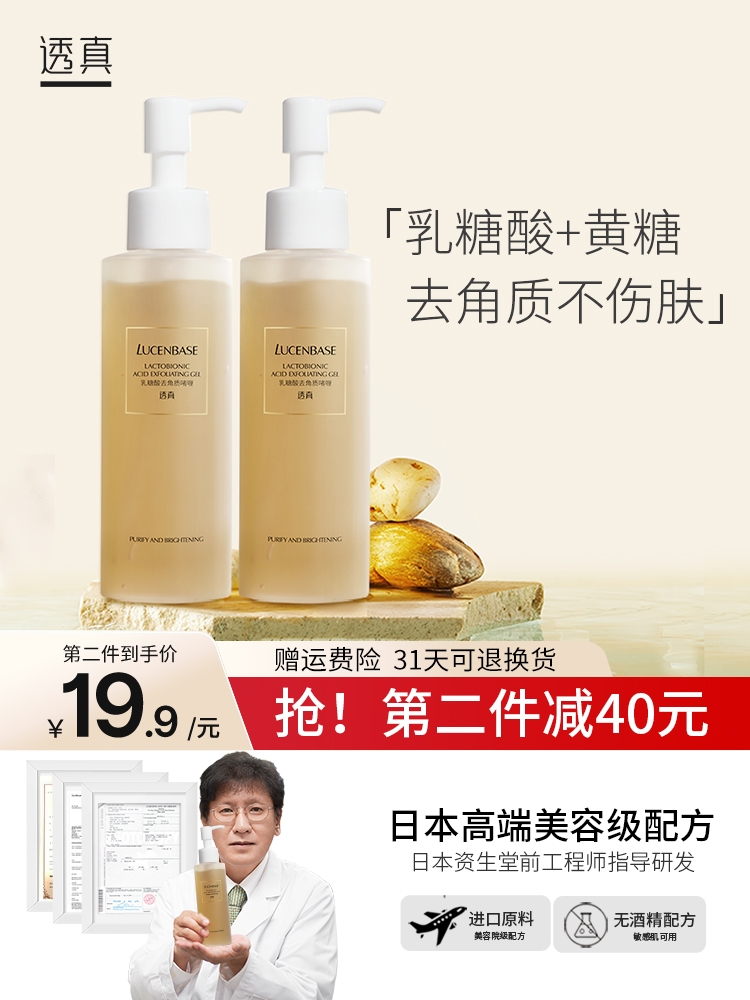 透真
「乳糖酸+黄糖
去角质不伤肤」
LUCENBASE
LACTOBIONIC
ACID EXFOLIATING GEL
乳糖酸去角质啫喱
透真
PURIFY AND BRIGHTENING
LUCENBASE
LACTOBIONIC
ACID EXFOLIATING GEL
乳糖酸去角质啫喱
透真
PURIFY AND BRIGHTENING
第二件到手价
¥19.9/元
赠运费险 31天可退换货
抢！第二件减40元
日本高端美容级配方
日本资生堂前工程师指导研发
进口原料
美容院级配方
无酒精配方
敏感肌可用
LUCENBASE